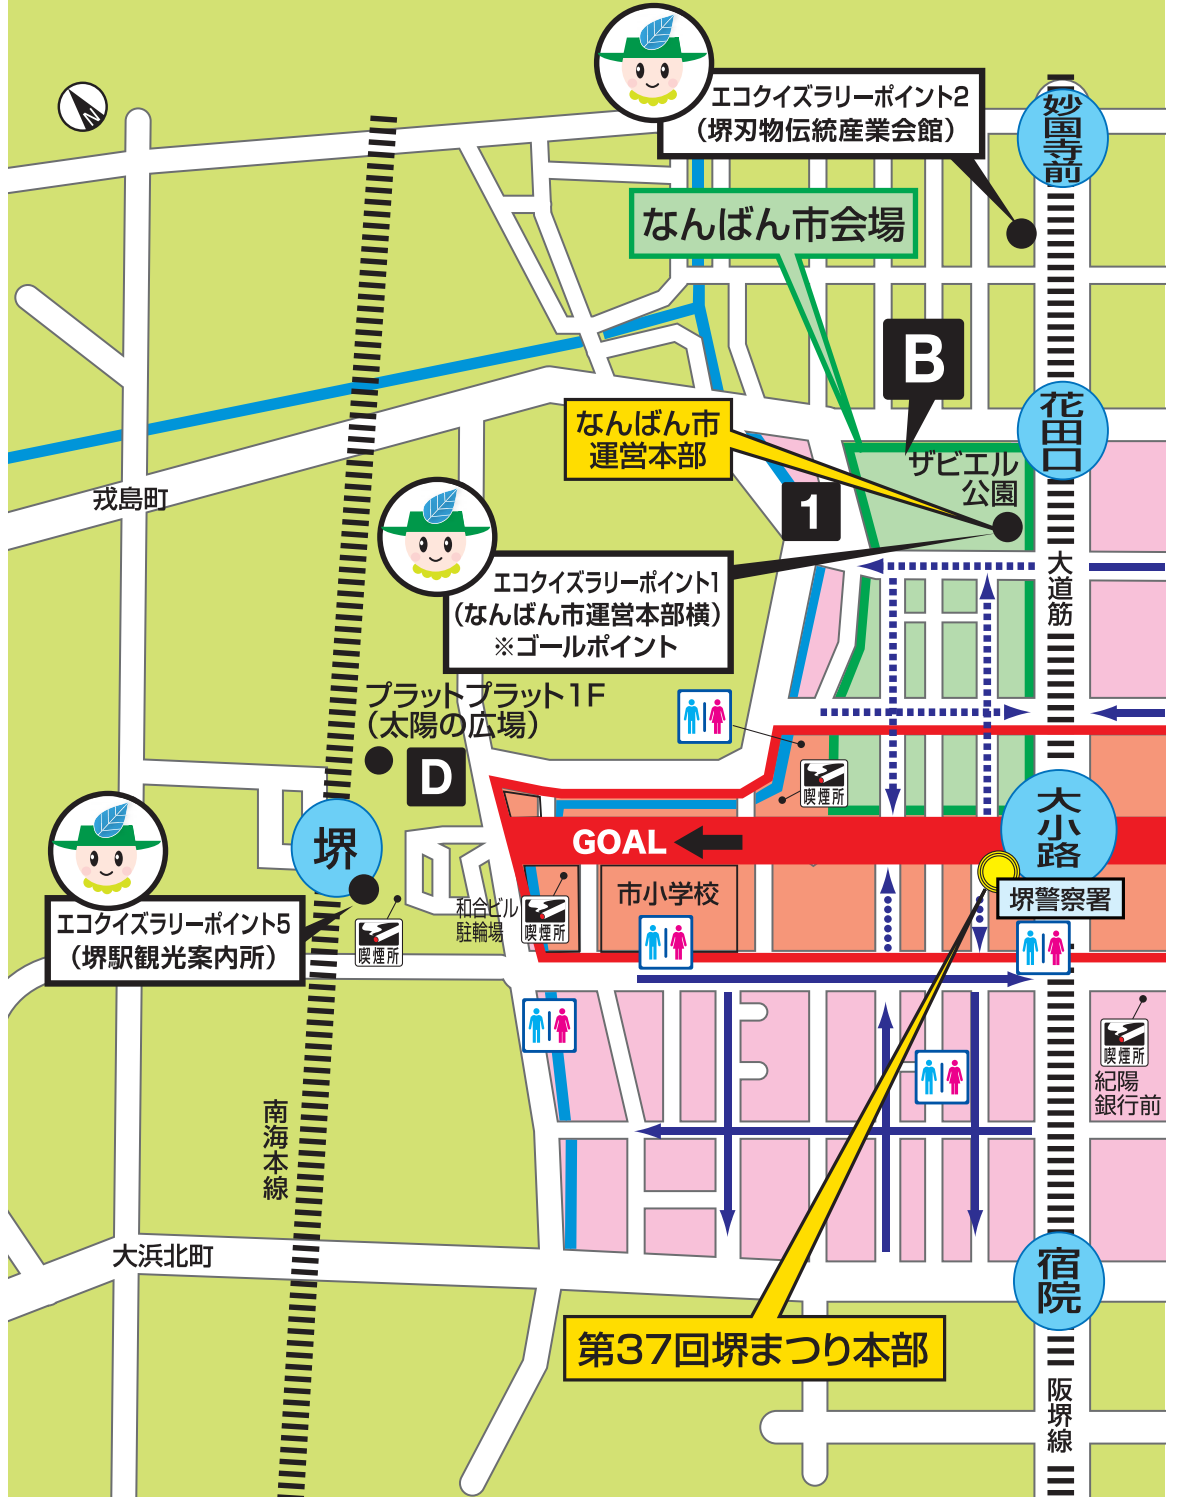 エコクイズラリーポイント2
(堺刃物伝統産業会館)
妙国寺前
N
なんばん市会場
B
花田口
なんばん市
運営本部
ザビエル
公園
戎島町
1
エコクイズラリーポイント1
(なんばん市運営本部横)
※ゴールポイント
大道筋
プラットプラット1F
(太陽の広場)
D
喫煙所
大小路
堺
GOAL
市小学校
堺警察署
和合ビル
駐輪場
喫煙所
エコクイズラリーポイント5
(堺駅観光案内所)
喫煙所
喫煙所
紀陽
銀行前
南海本線
大浜北町
宿院
第37回堺まつり本部
阪堺線